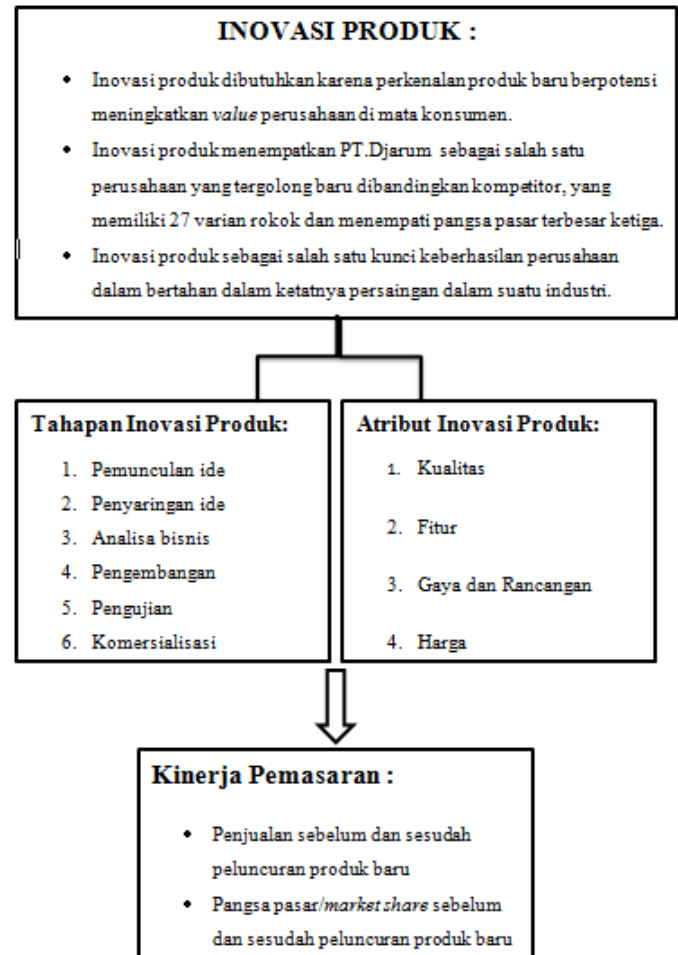 INOVASI PRODUK :
• Inovasi produk dibutuhkan karena perkenalan produk baru berpotensi
meningkatkan value perusahaan di mata konsumen.
• Inovasi produk menempatkan PT.Djarum sebagai salah satu
perusahaan yang tergolong baru dibandingkan kompetitor, yang
memiliki 27 varian rokok dan menempati pangsa pasar terbesar ketiga.
• Inovasi produk sebagai salah satu kunci keberhasilan perusahaan
dalam bertahan dalam ketatnya persaingan dalam suatu industri.
Tahapan Inovasi Produk:
1. Pemunculan ide
2. Penyaringan ide
3. Analisa bisnis
4. Pengembangan
5. Pengujian
6. Komersialisasi
Atribut Inovasi Produk:
1. Kualitas
2. Fitur
3. Gaya dan Rancangan
4. Harga
Kinerja Pemasaran :
• Penjualan sebelum dan sesudah
peluncuran produk baru
• Pangsa pasar/market share sebelum
dan sesudah peluncuran produk baru